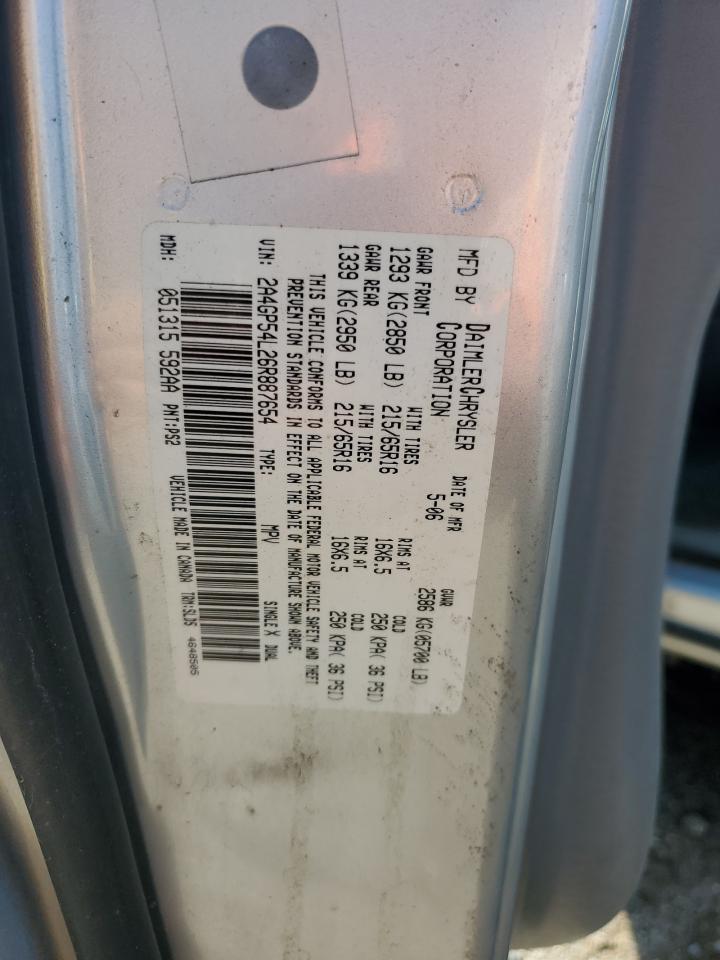 MFD BY DAIMLERCHRYSLER CORPORATION
DATE OF MFR 5-06
GVWR 2586 KG(05700 LB)
GAWR FRONT WITH TIRES RIMS AT COLD
1293 KG(2850 LB) 215/65R16 16X6.5 250 KPA( 36 PSI)
GAWR REAR WITH TIRES RIMS AT COLD
1339 KG(2950 LB) 215/65R16 16X6.5 250 KPA( 36 PSI)
THIS VEHICLE CONFORMS TO ALL APPLICABLE FEDERAL MOTOR VEHICLE SAFETY AND THEFT
PREVENTION STANDARDS IN EFFECT ON THE DATE OF MANUFACTURE SHOWN ABOVE.
VIN: 2A4GP54L26R887654 TYPE: MPV SINGLE X DUAL
MDH: 051315 592AA PNT:PS2 VEHICLE MADE IN CANADA TRM:SLDS 4648505